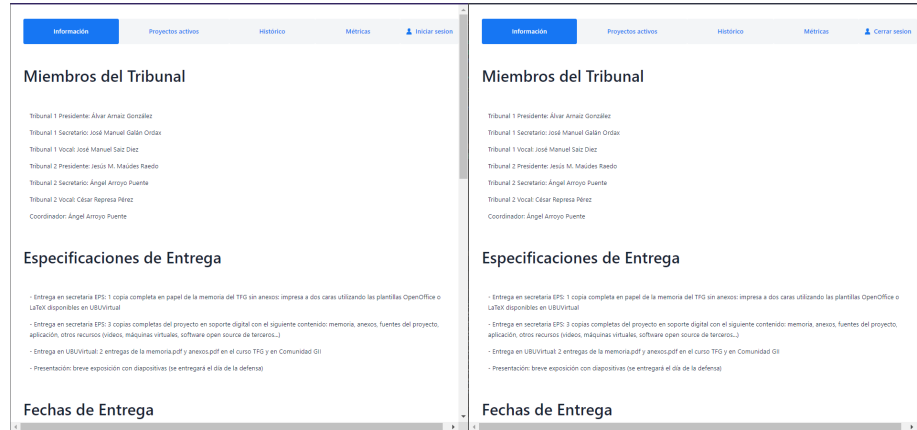 Información Proyectos activos Histórico Métricas Iniciar sesion
Miembros del Tribunal
Tribunal 1 Presidente: Álvar Arnaiz González
Tribunal 1 Secretario: José Manuel Galán Ordax
Tribunal 1 Vocal: José Manuel Saiz Diez
Tribunal 2 Presidente: Jesús M. Maúdes Raedo
Tribunal 2 Secretario: Ángel Arroyo Puente
Tribunal 2 Vocal: César Represa Pérez
Coordinador: Ángel Arroyo Puente
Especificaciones de Entrega
- Entrega en secretaria EPS: 1 copia completa en papel de la memoria del TFG sin anexos: impresa a dos caras utilizando las plantillas OpenOffice o
LaTeX disponibles en UBUVirtual
- Entrega en secretaria EPS: 3 copias completas del proyecto en soporte digital con el siguiente contenido: memoria, anexos, fuentes del proyecto,
aplicación, otros recursos (vídeos, máquinas virtuales, software open source de terceros...)
- Entrega en UBUVirtual: 2 entregas de la memoria.pdf y anexos.pdf en el curso TFG y en Comunidad GII
- Presentación: breve exposición con diapositivas (se entregará el día de la defensa)
Fechas de Entrega
Información Proyectos activos Histórico Métricas Cerrar sesion
Miembros del Tribunal
Tribunal 1 Presidente: Álvar Arnaiz González
Tribunal 1 Secretario: José Manuel Galán Ordax
Tribunal 1 Vocal: José Manuel Saiz Diez
Tribunal 2 Presidente: Jesús M. Maúdes Raedo
Tribunal 2 Secretario: Ángel Arroyo Puente
Tribunal 2 Vocal: César Represa Pérez
Coordinador: Ángel Arroyo Puente
Especificaciones de Entrega
- Entrega en secretaria EPS: 1 copia completa en papel de la memoria del TFG sin anexos: impresa a dos caras utilizando las plantillas OpenOffice o
LaTeX disponibles en UBUVirtual
- Entrega en secretaria EPS: 3 copias completas del proyecto en soporte digital con el siguiente contenido: memoria, anexos, fuentes del proyecto,
aplicación, otros recursos (vídeos, máquinas virtuales, software open source de terceros...)
- Entrega en UBUVirtual: 2 entregas de la memoria.pdf y anexos.pdf en el curso TFG y en Comunidad GII
- Presentación: breve exposición con diapositivas (se entregará el día de la defensa)
Fechas de Entrega